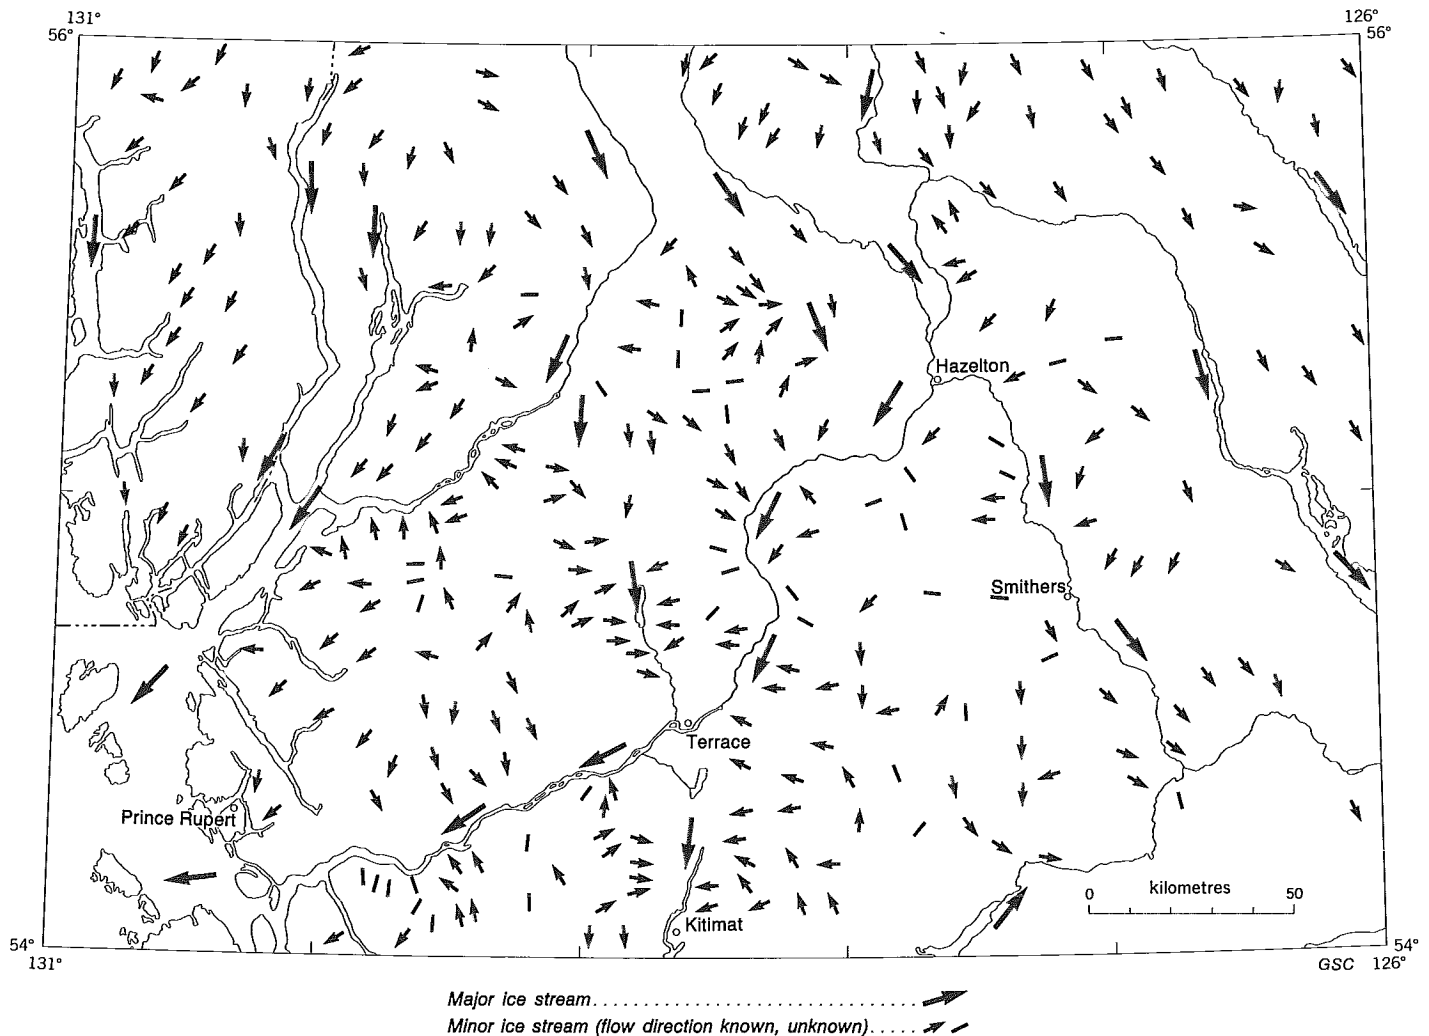 131° 126°
56° 56°
Hazelton
Smithers
Terrace
Prince Rupert
0 kilometres 50
Kitimat
54° 54°
131° GSC 126°
Major ice stream
Minor ice stream (flow direction known, unknown)